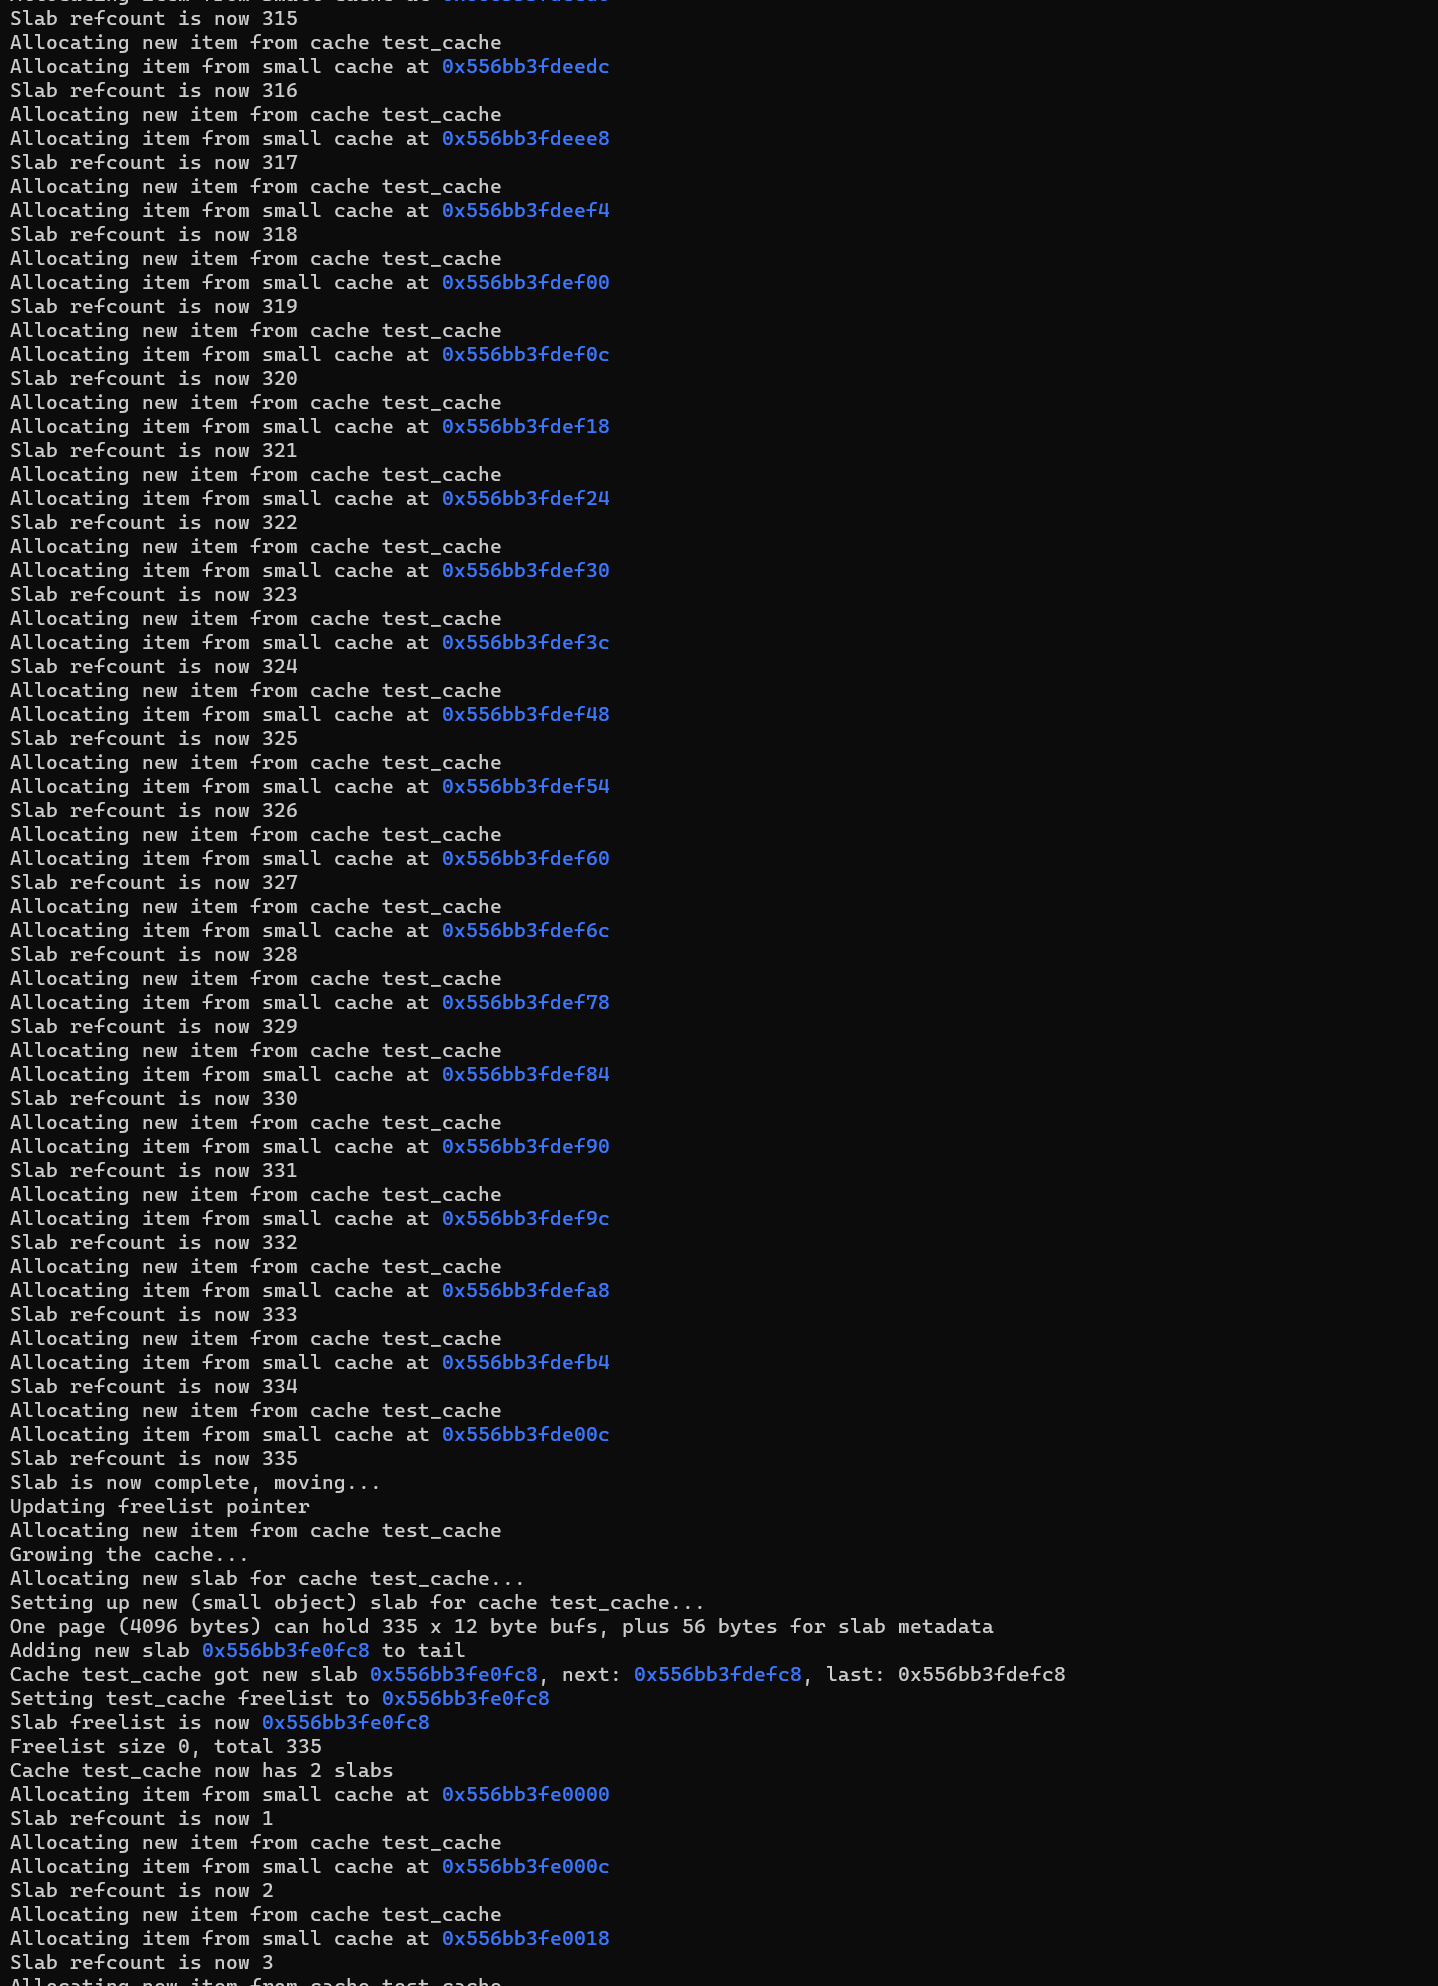 Slab refcount is now 315
Allocating new item from cache test_cache
Allocating item from small cache at 0x556bb3fdeedc
Slab refcount is now 316
Allocating new item from cache test_cache
Allocating item from small cache at 0x556bb3fdeee8
Slab refcount is now 317
Allocating new item from cache test_cache
Allocating item from small cache at 0x556bb3fdeef4
Slab refcount is now 318
Allocating new item from cache test_cache
Allocating item from small cache at 0x556bb3fdef00
Slab refcount is now 319
Allocating new item from cache test_cache
Allocating item from small cache at 0x556bb3fdef0c
Slab refcount is now 320
Allocating new item from cache test_cache
Allocating item from small cache at 0x556bb3fdef18
Slab refcount is now 321
Allocating new item from cache test_cache
Allocating item from small cache at 0x556bb3fdef24
Slab refcount is now 322
Allocating new item from cache test_cache
Allocating item from small cache at 0x556bb3fdef30
Slab refcount is now 323
Allocating new item from cache test_cache
Allocating item from small cache at 0x556bb3fdef3c
Slab refcount is now 324
Allocating new item from cache test_cache
Allocating item from small cache at 0x556bb3fdef48
Slab refcount is now 325
Allocating new item from cache test_cache
Allocating item from small cache at 0x556bb3fdef54
Slab refcount is now 326
Allocating new item from cache test_cache
Allocating item from small cache at 0x556bb3fdef60
Slab refcount is now 327
Allocating new item from cache test_cache
Allocating item from small cache at 0x556bb3fdef6c
Slab refcount is now 328
Allocating new item from cache test_cache
Allocating item from small cache at 0x556bb3fdef78
Slab refcount is now 329
Allocating new item from cache test_cache
Allocating item from small cache at 0x556bb3fdef84
Slab refcount is now 330
Allocating new item from cache test_cache
Allocating item from small cache at 0x556bb3fdef90
Slab refcount is now 331
Allocating new item from cache test_cache
Allocating item from small cache at 0x556bb3fdef9c
Slab refcount is now 332
Allocating new item from cache test_cache
Allocating item from small cache at 0x556bb3fdefa8
Slab refcount is now 333
Allocating new item from cache test_cache
Allocating item from small cache at 0x556bb3fdefb4
Slab refcount is now 334
Allocating new item from cache test_cache
Allocating item from small cache at 0x556bb3fde00c
Slab refcount is now 335
Slab is now complete, moving...
Updating freelist pointer
Allocating new item from cache test_cache
Growing the cache...
Allocating new slab for cache test_cache...
Setting up new (small object) slab for cache test_cache...
One page (4096 bytes) can hold 335 x 12 byte bufs, plus 56 bytes for slab metadata
Adding new slab 0x556bb3fe0fc8 to tail
Cache test_cache got new slab 0x556bb3fe0fc8, next: 0x556bb3fdefc8, last: 0x556bb3fdefc8
Setting test_cache freelist to 0x556bb3fe0fc8
Slab freelist is now 0x556bb3fe0fc8
Freelist size 0, total 335
Cache test_cache now has 2 slabs
Allocating item from small cache at 0x556bb3fe0000
Slab refcount is now 1
Allocating new item from cache test_cache
Allocating item from small cache at 0x556bb3fe000c
Slab refcount is now 2
Allocating new item from cache test_cache
Allocating item from small cache at 0x556bb3fe0018
Slab refcount is now 3
Allocating new item from cache test_cache